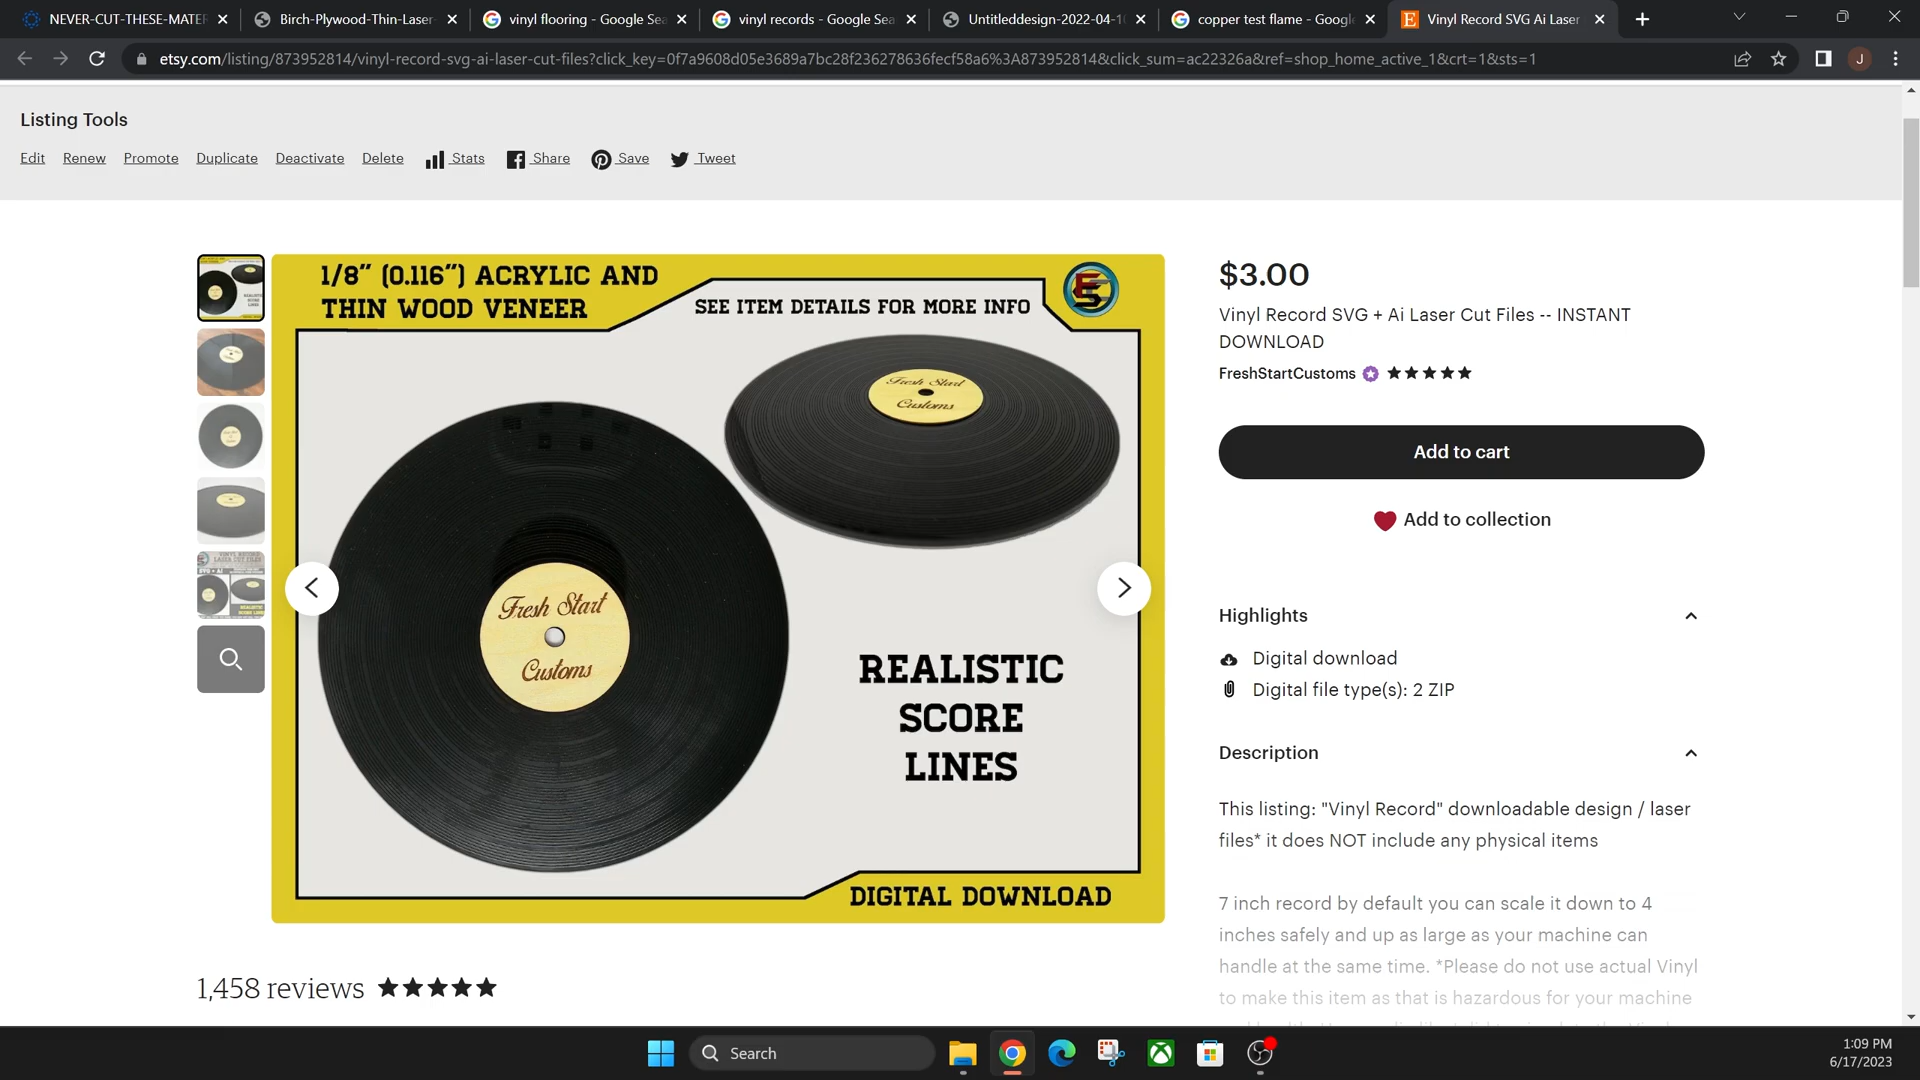 NEVER-CUT-THESE-MATER
Birch-Plywood-Thin-Laser-
vinyl flooring - Google Sea
vinyl records - Google Sea
Untitleddesign-2022-04-1
copper test flame - Google
Vinyl Record SVG Ai Laser
etsy.com/listing/873952814/vinyl-record-svg-ai-laser-cut-files?click_key=0f7a9608d05e3689a7bc28f236278636fecf58a6%3A873952814&click_sum=ac22326a&ref=shop_home_active_1&crt=1&sts=1
J
Listing Tools
Edit Renew Promote Duplicate Deactivate Delete Stats Share Save Tweet
1/8" (0.116") ACRYLIC AND
THIN WOOD VENEER
SEE ITEM DETAILS FOR MORE INFO
Fresh Start
Customs
Fresh Start
Customs
REALISTIC
SCORE
LINES
DIGITAL DOWNLOAD
$3.00
Vinyl Record SVG + Ai Laser Cut Files -- INSTANT
DOWNLOAD
FreshStartCustoms
Add to cart
Add to collection
Highlights
Digital download
Digital file type(s): 2 ZIP
Description
This listing: "Vinyl Record" downloadable design / laser
files* it does NOT include any physical items
7 inch record by default you can scale it down to 4
inches safely and up as large as your machine can
handle at the same time. *Please do not use actual Vinyl
to make this item as that is hazardous for your machine
1,458 reviews
Search
1:09 PM
6/17/2023